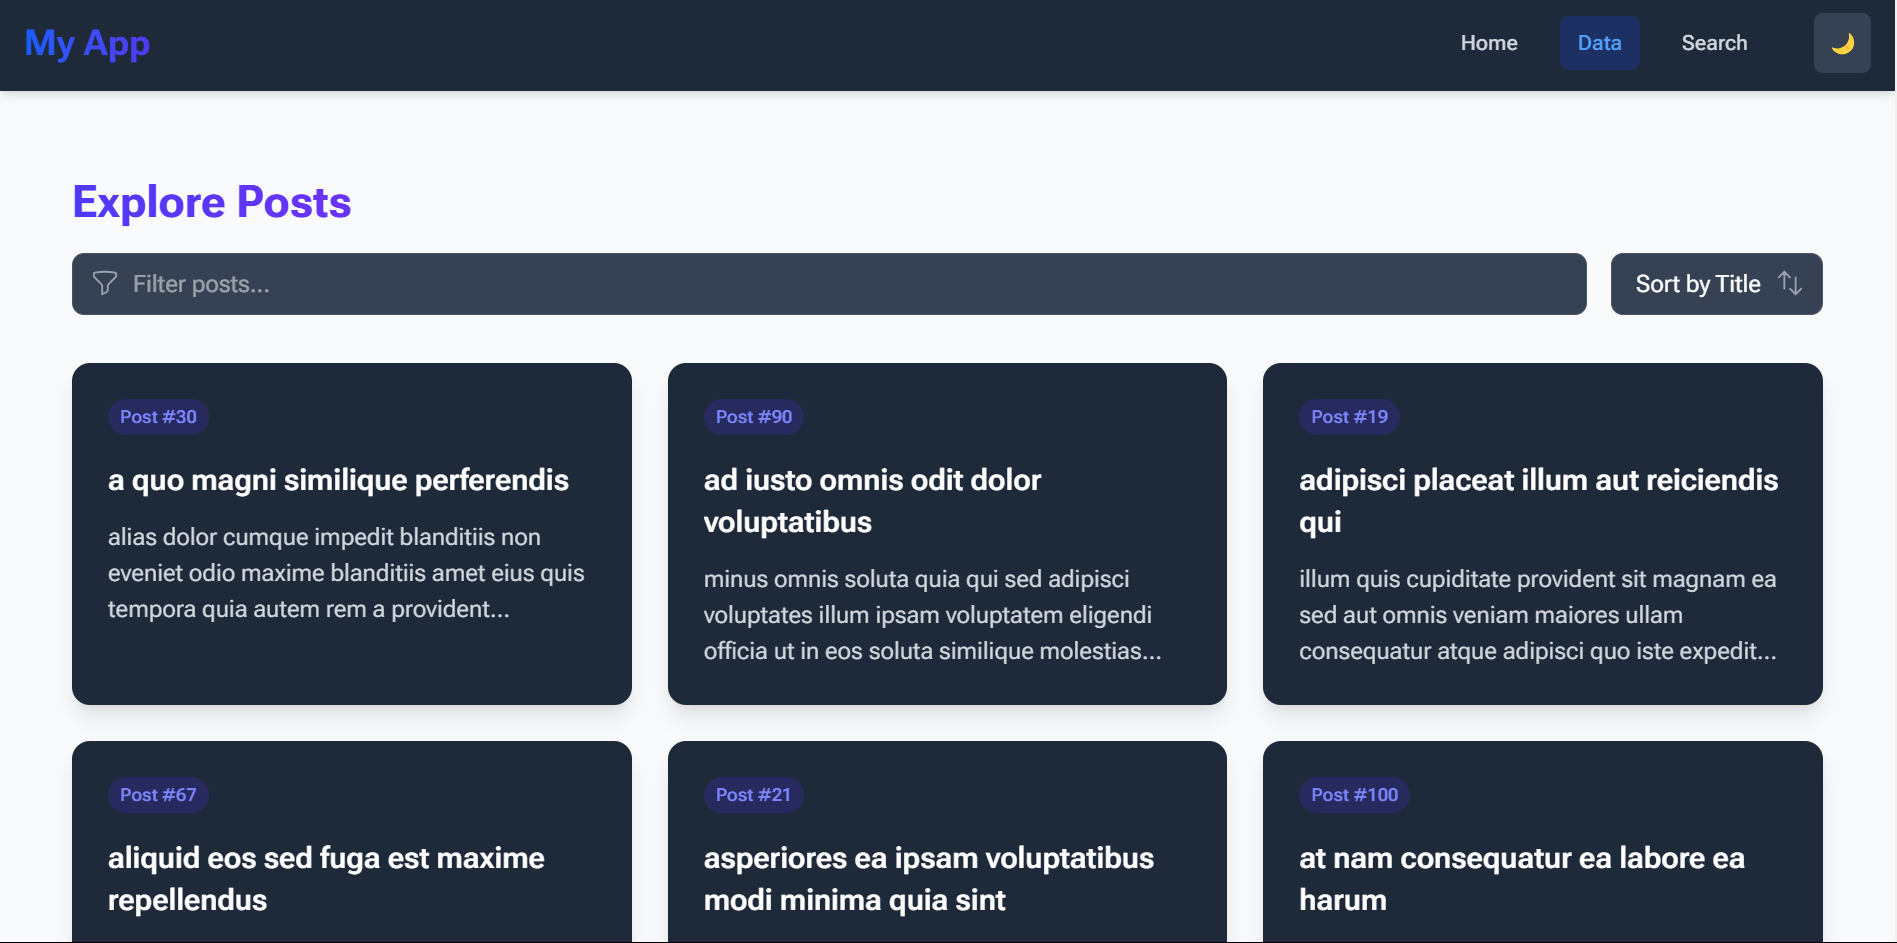 My App
Home
Data
Search
Explore Posts
Filter posts...
Sort by Title
Post #30
a quo magni similique perferendis
alias dolor cumque impedit blanditiis non
eveniet odio maxime blanditiis amet eius quis
tempora quia autem rem a provident...
Post #90
ad iusto omnis odit dolor
voluptatibus
minus omnis soluta quia qui sed adipisci
voluptates illum ipsam voluptatem eligendi
officia ut in eos soluta similique molestias...
Post #19
adipisci placeat illum aut reiciendis
qui
illum quis cupiditate provident sit magnam ea
sed aut omnis veniam maiores ullam
consequatur atque adipisci quo iste expedit...
Post #67
aliquid eos sed fuga est maxime
repellendus
Post #21
asperiores ea ipsam voluptatibus
modi minima quia sint
Post #100
at nam consequatur ea labore ea
harum